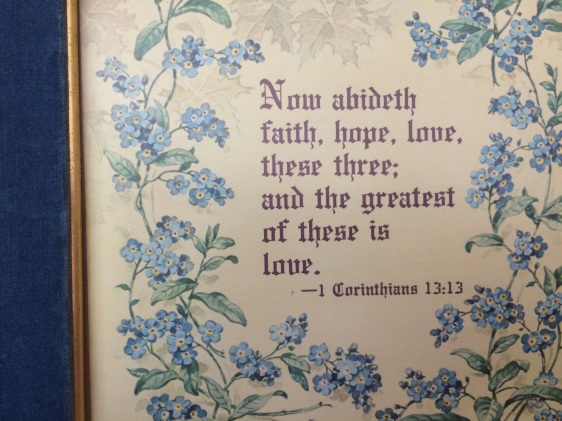 Now abideth
faith, hope, love,
these three;
and the greatest
of these is
love.
—1 Corinthians 13:13